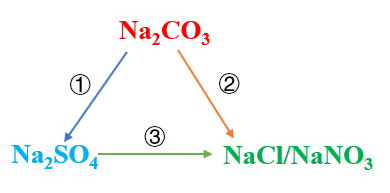 Na₂CO₃
① ②
③
Na₂SO₄ NaCl/NaNO₃